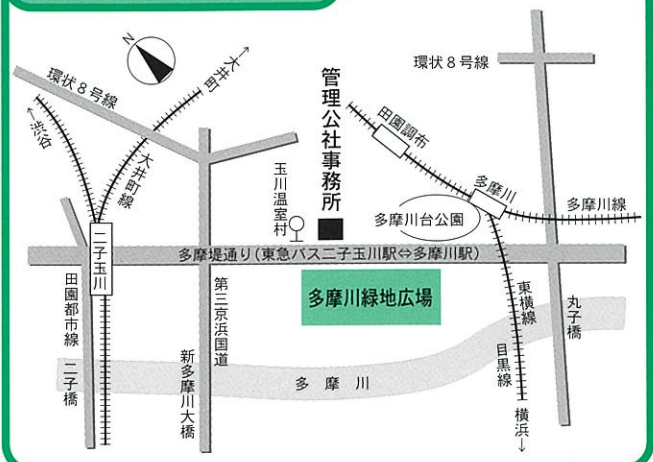 N
↑大井町
環状8号線
↑渋谷
大井町線
管理公社事務所
玉川温室村
環状8号線
田園調布
多摩川
多摩川線
多摩川台公園
二子玉川
多摩堤通り(東急バス二子玉川駅⇔多摩川駅)
多摩川緑地広場
田園都市線
二子橋
第三京浜国道
新多摩川大橋
多摩川
東横線
目黒線
横浜↓
丸子橋